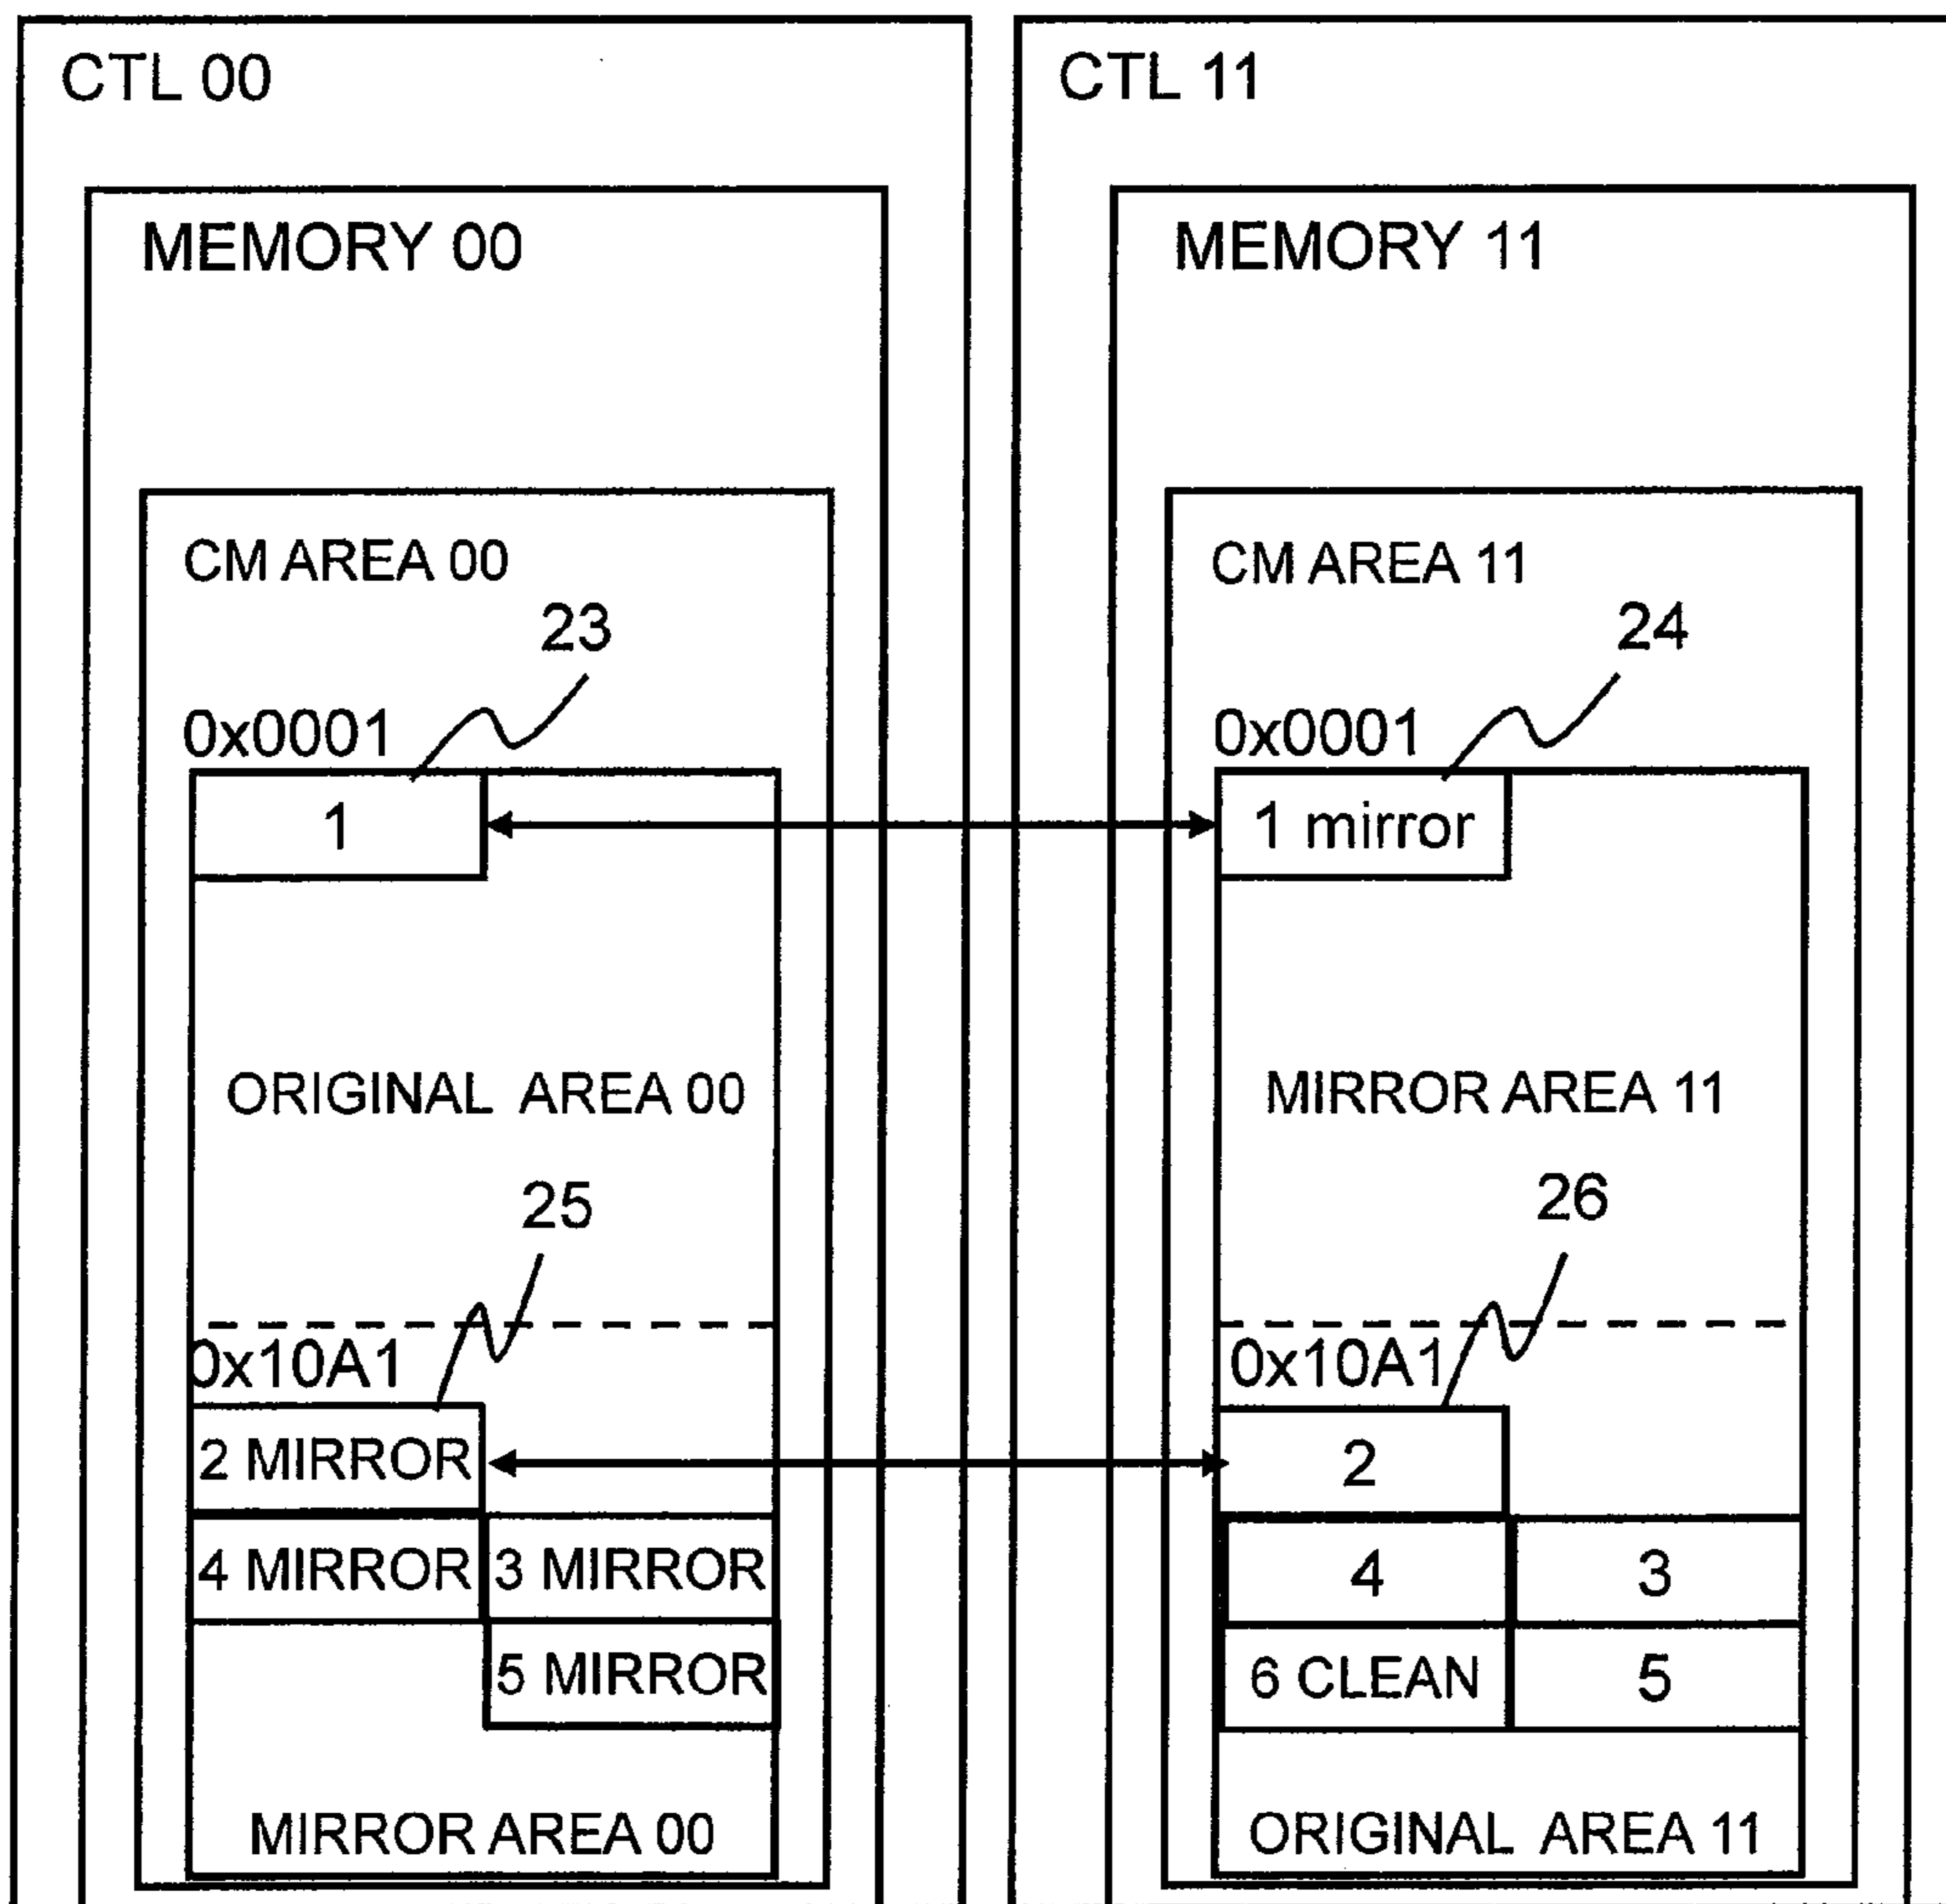 CTL 00
MEMORY 00
CM AREA 00
23
0x0001
1
ORIGINAL AREA 00
25
0x10A1
2 MIRROR
4 MIRROR 3 MIRROR
5 MIRROR
MIRROR AREA 00
CTL 11
MEMORY 11
CM AREA 11
24
0x0001
1 mirror
MIRROR AREA 11
26
0x10A1
2
4 3
6 CLEAN 5
ORIGINAL AREA 11